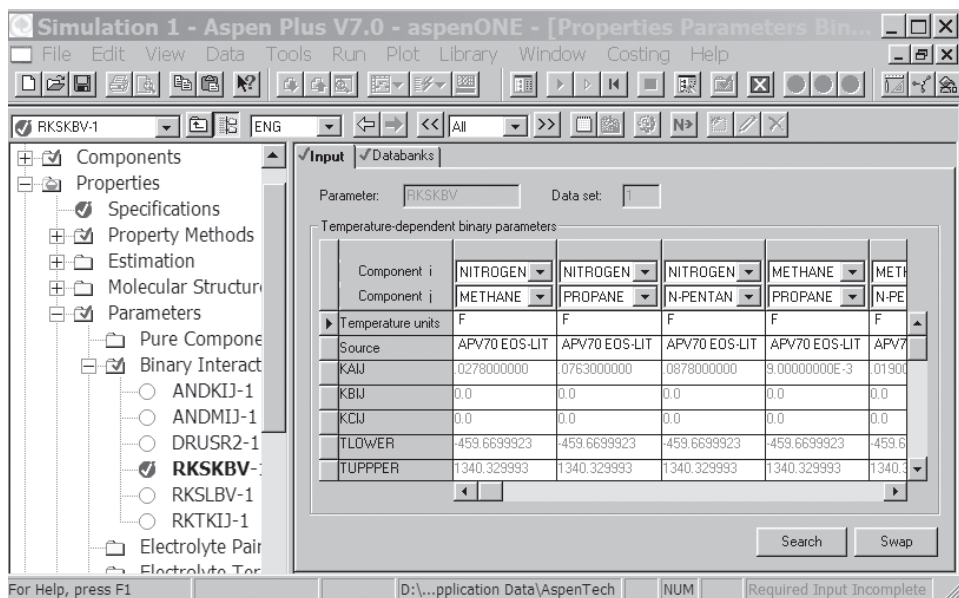 Simulation 1 - Aspen Plus V7.0 - aspenONE - [Properties Parameters Bin...
File Edit View Data Tools Run Plot Library Window Costing Help
RKSKBV-1 ENG << All >> N>
Components
Properties
Specifications
Property Methods
Estimation
Molecular Structur
Parameters
Pure Compone
Binary Interact
ANDKIJ-1
ANDMIJ-1
DRUSR2-1
RKSKBV-
RKSLBV-1
RKTKIJ-1
Electrolyte Pair
Electrolyte Ter
Input Databanks
Parameter: RKSKBV Data set: 1
Temperature-dependent binary parameters
Component i NITROGEN NITROGEN NITROGEN METHANE METH
Component j METHANE PROPANE N-PENTAN PROPANE N-PE
Temperature units F F F F F
Source APV70 EOS-LIT APV70 EOS-LIT APV70 EOS-LIT APV70 EOS-LIT APV7
KAIJ .0278000000 .0763000000 .0878000000 9.00000000E-3 .01900
KBIJ 0.0 0.0 0.0 0.0 0.0
KCIJ 0.0 0.0 0.0 0.0 0.0
TLOWER -459.6699923 -459.6699923 -459.6699923 -459.6699923 -459.6
TUPPPER 1340.329993 1340.329993 1340.329993 1340.329993 1340.3
Search Swap
For Help, press F1 D:\...pplication Data\AspenTech NUM Required Input Incomplete